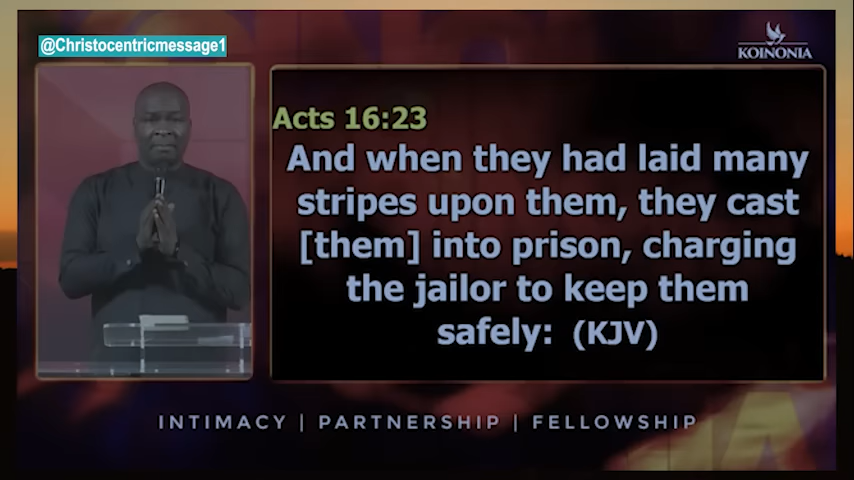 @Christocentricmessage1
KOINONIA
Acts 16:23
And when they had laid many
stripes upon them, they cast
[them] into prison, charging
the jailor to keep them
safely: (KJV)
INTIMACY | PARTNERSHIP | FELLOWSHIP